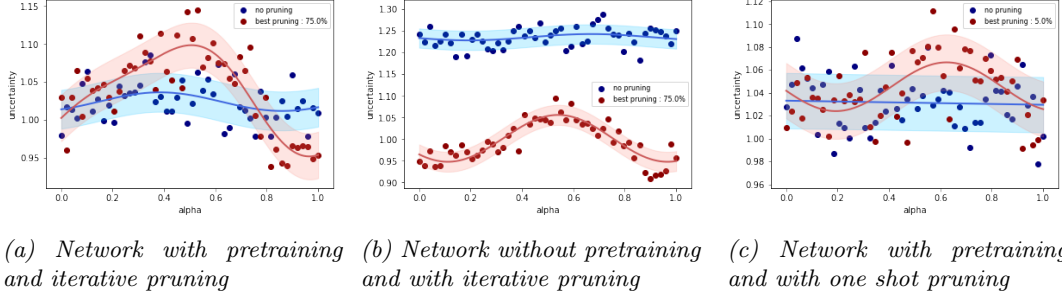 1.15
1.10
1.05
1.00
0.95
uncertainty
no pruning
best pruning : 75.0%
0.0 0.2 0.4 0.6 0.8 1.0
alpha
1.30
1.25
1.20
1.15
1.10
1.05
1.00
0.95
0.90
uncertainty
no pruning
best pruning : 75.0%
0.0 0.2 0.4 0.6 0.8 1.0
alpha
1.12
1.10
1.08
1.06
1.04
1.02
1.00
0.98
0.96
uncertainty
no pruning
best pruning : 5.0%
0.0 0.2 0.4 0.6 0.8 1.0
alpha
(a) Network with pretraining
and iterative pruning
(b) Network without pretraining
and with iterative pruning
(c) Network with pretraining
and with one shot pruning